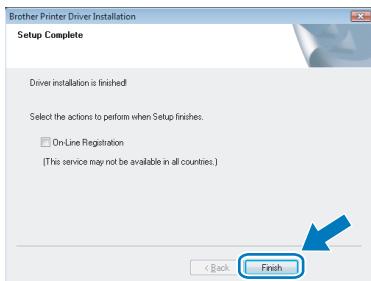 Brother Printer Driver Installation
Setup Complete
Driver installation is finished!
Select the actions to perform when Setup finishes.
On-Line Registration
(This service may not be available in all countries.)
< Back
Finish